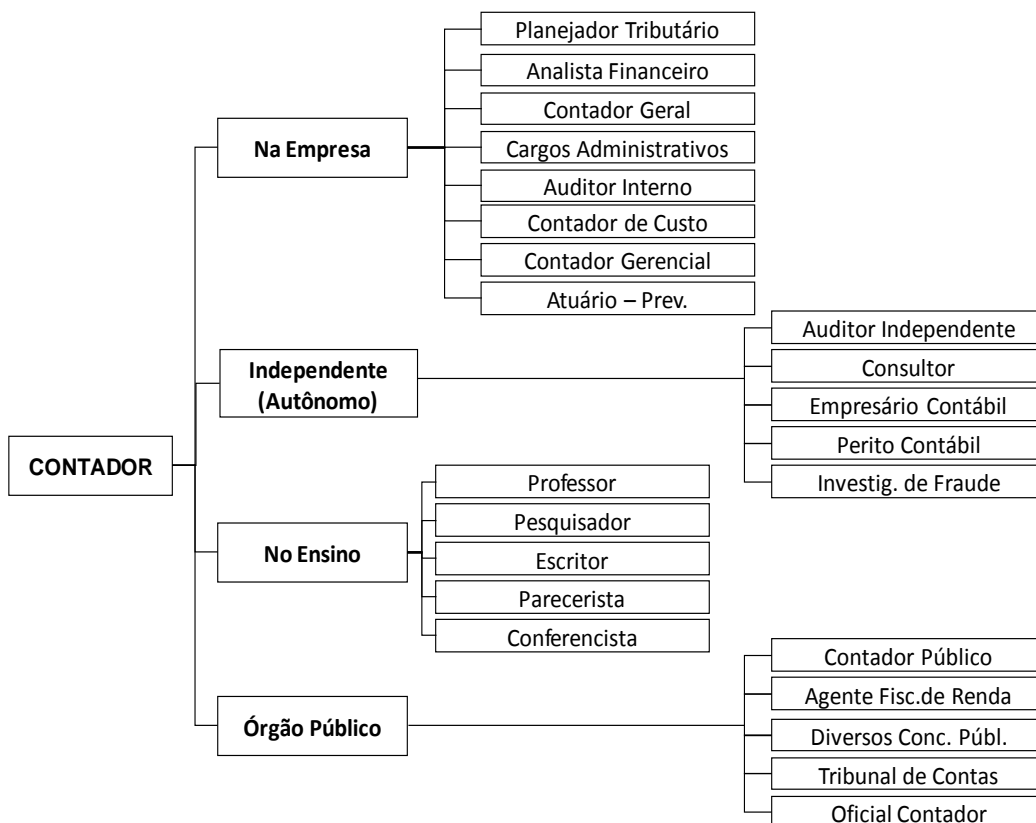 CONTADOR
Na Empresa
Planejador Tributário
Analista Financeiro
Contador Geral
Cargos Administrativos
Auditor Interno
Contador de Custo
Contador Gerencial
Atuário – Prev.
Independente
(Autônomo)
Auditor Independente
Consultor
Empresário Contábil
Perito Contábil
Investig. de Fraude
No Ensino
Professor
Pesquisador
Escritor
Parecerista
Conferencista
Órgão Público
Contador Público
Agente Fisc.de Renda
Diversos Conc. Públ.
Tribunal de Contas
Oficial Contador